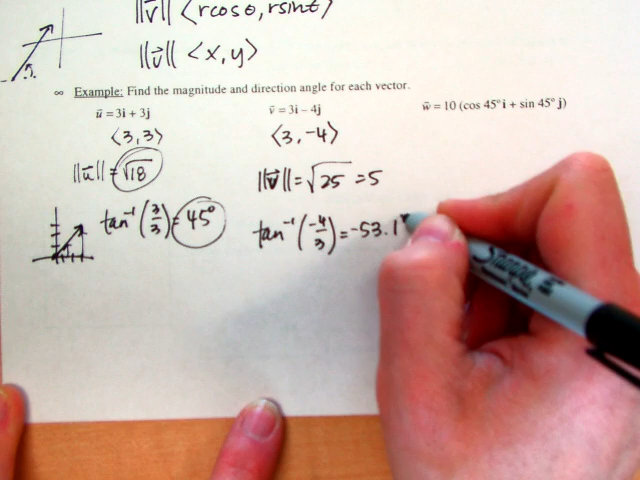 ||v⃗|| ⟨rcosθ, rsinθ⟩
||v⃗|| ⟨x, y⟩
∞ Example: Find the magnitude and direction angle for each vector.
u⃗ = 3i + 3j
v⃗ = 3i – 4j
w⃗ = 10 (cos 45° i + sin 45° j)
⟨3, 3⟩
⟨3, -4⟩
||u⃗|| = √18
||v⃗|| = √25 = 5
tan⁻¹(3/3) = 45°
tan⁻¹(-4/3) = -53.1°
Sharpie